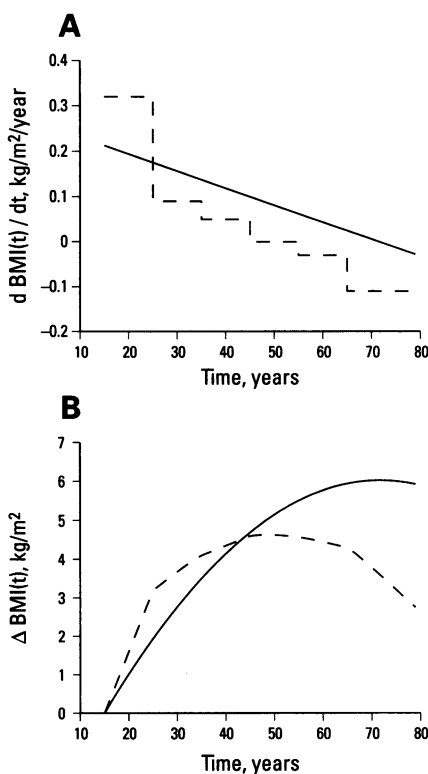 A
d BMI(t) / dt, kg/m²/year
0.4
0.3
0.2
0.1
0
–0.1
–0.2
10 20 30 40 50 60 70 80
Time, years
B
Δ BMI(t), kg/m²
7
6
5
4
3
2
1
0
10 20 30 40 50 60 70 80
Time, years